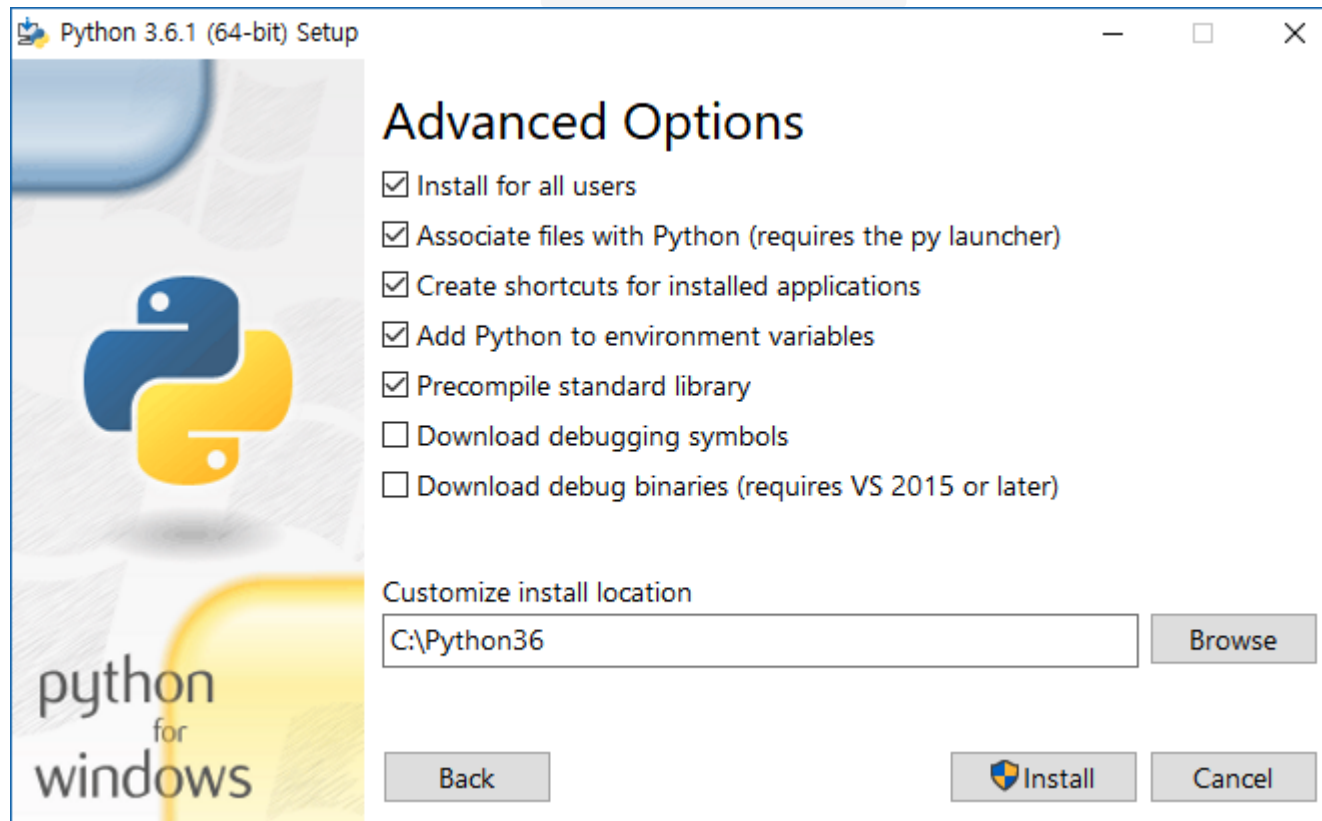 Python 3.6.1 (64-bit) Setup
Advanced Options
Install for all users
Associate files with Python (requires the py launcher)
Create shortcuts for installed applications
Add Python to environment variables
Precompile standard library
Download debugging symbols
Download debug binaries (requires VS 2015 or later)
Customize install location
C:\Python36
Browse
python
for
windows
Back
Install
Cancel